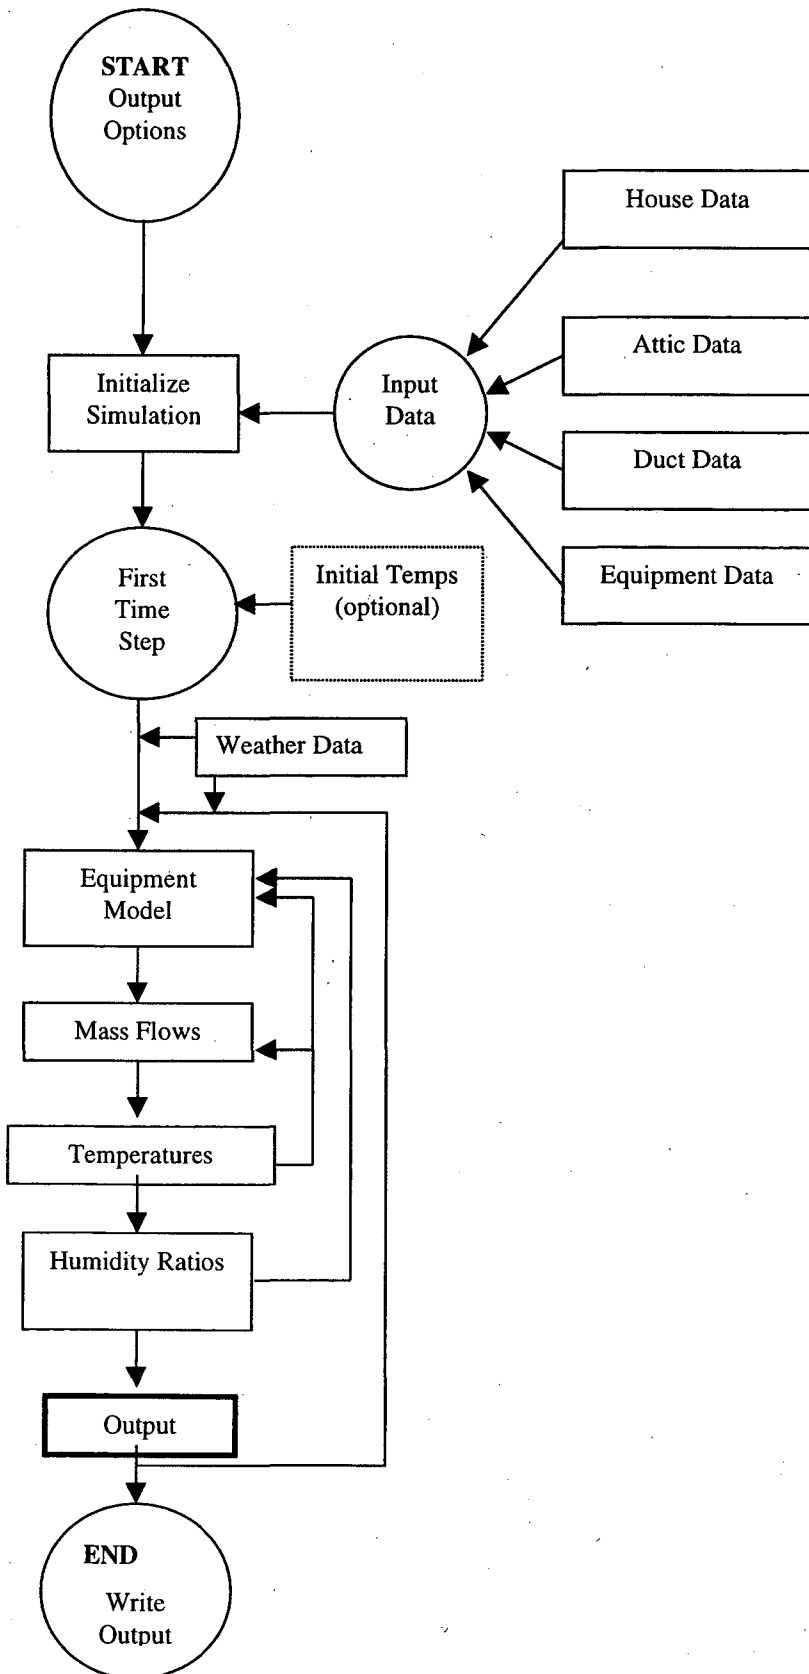 START
Output
Options
House Data
Attic Data
Initialize
Simulation
Input
Data
Duct Data
Equipment Data
First
Time
Step
Initial Temps
(optional)
Weather Data
Equipment
Model
Mass Flows
Temperatures
Humidity Ratios
Output
END
Write
Output